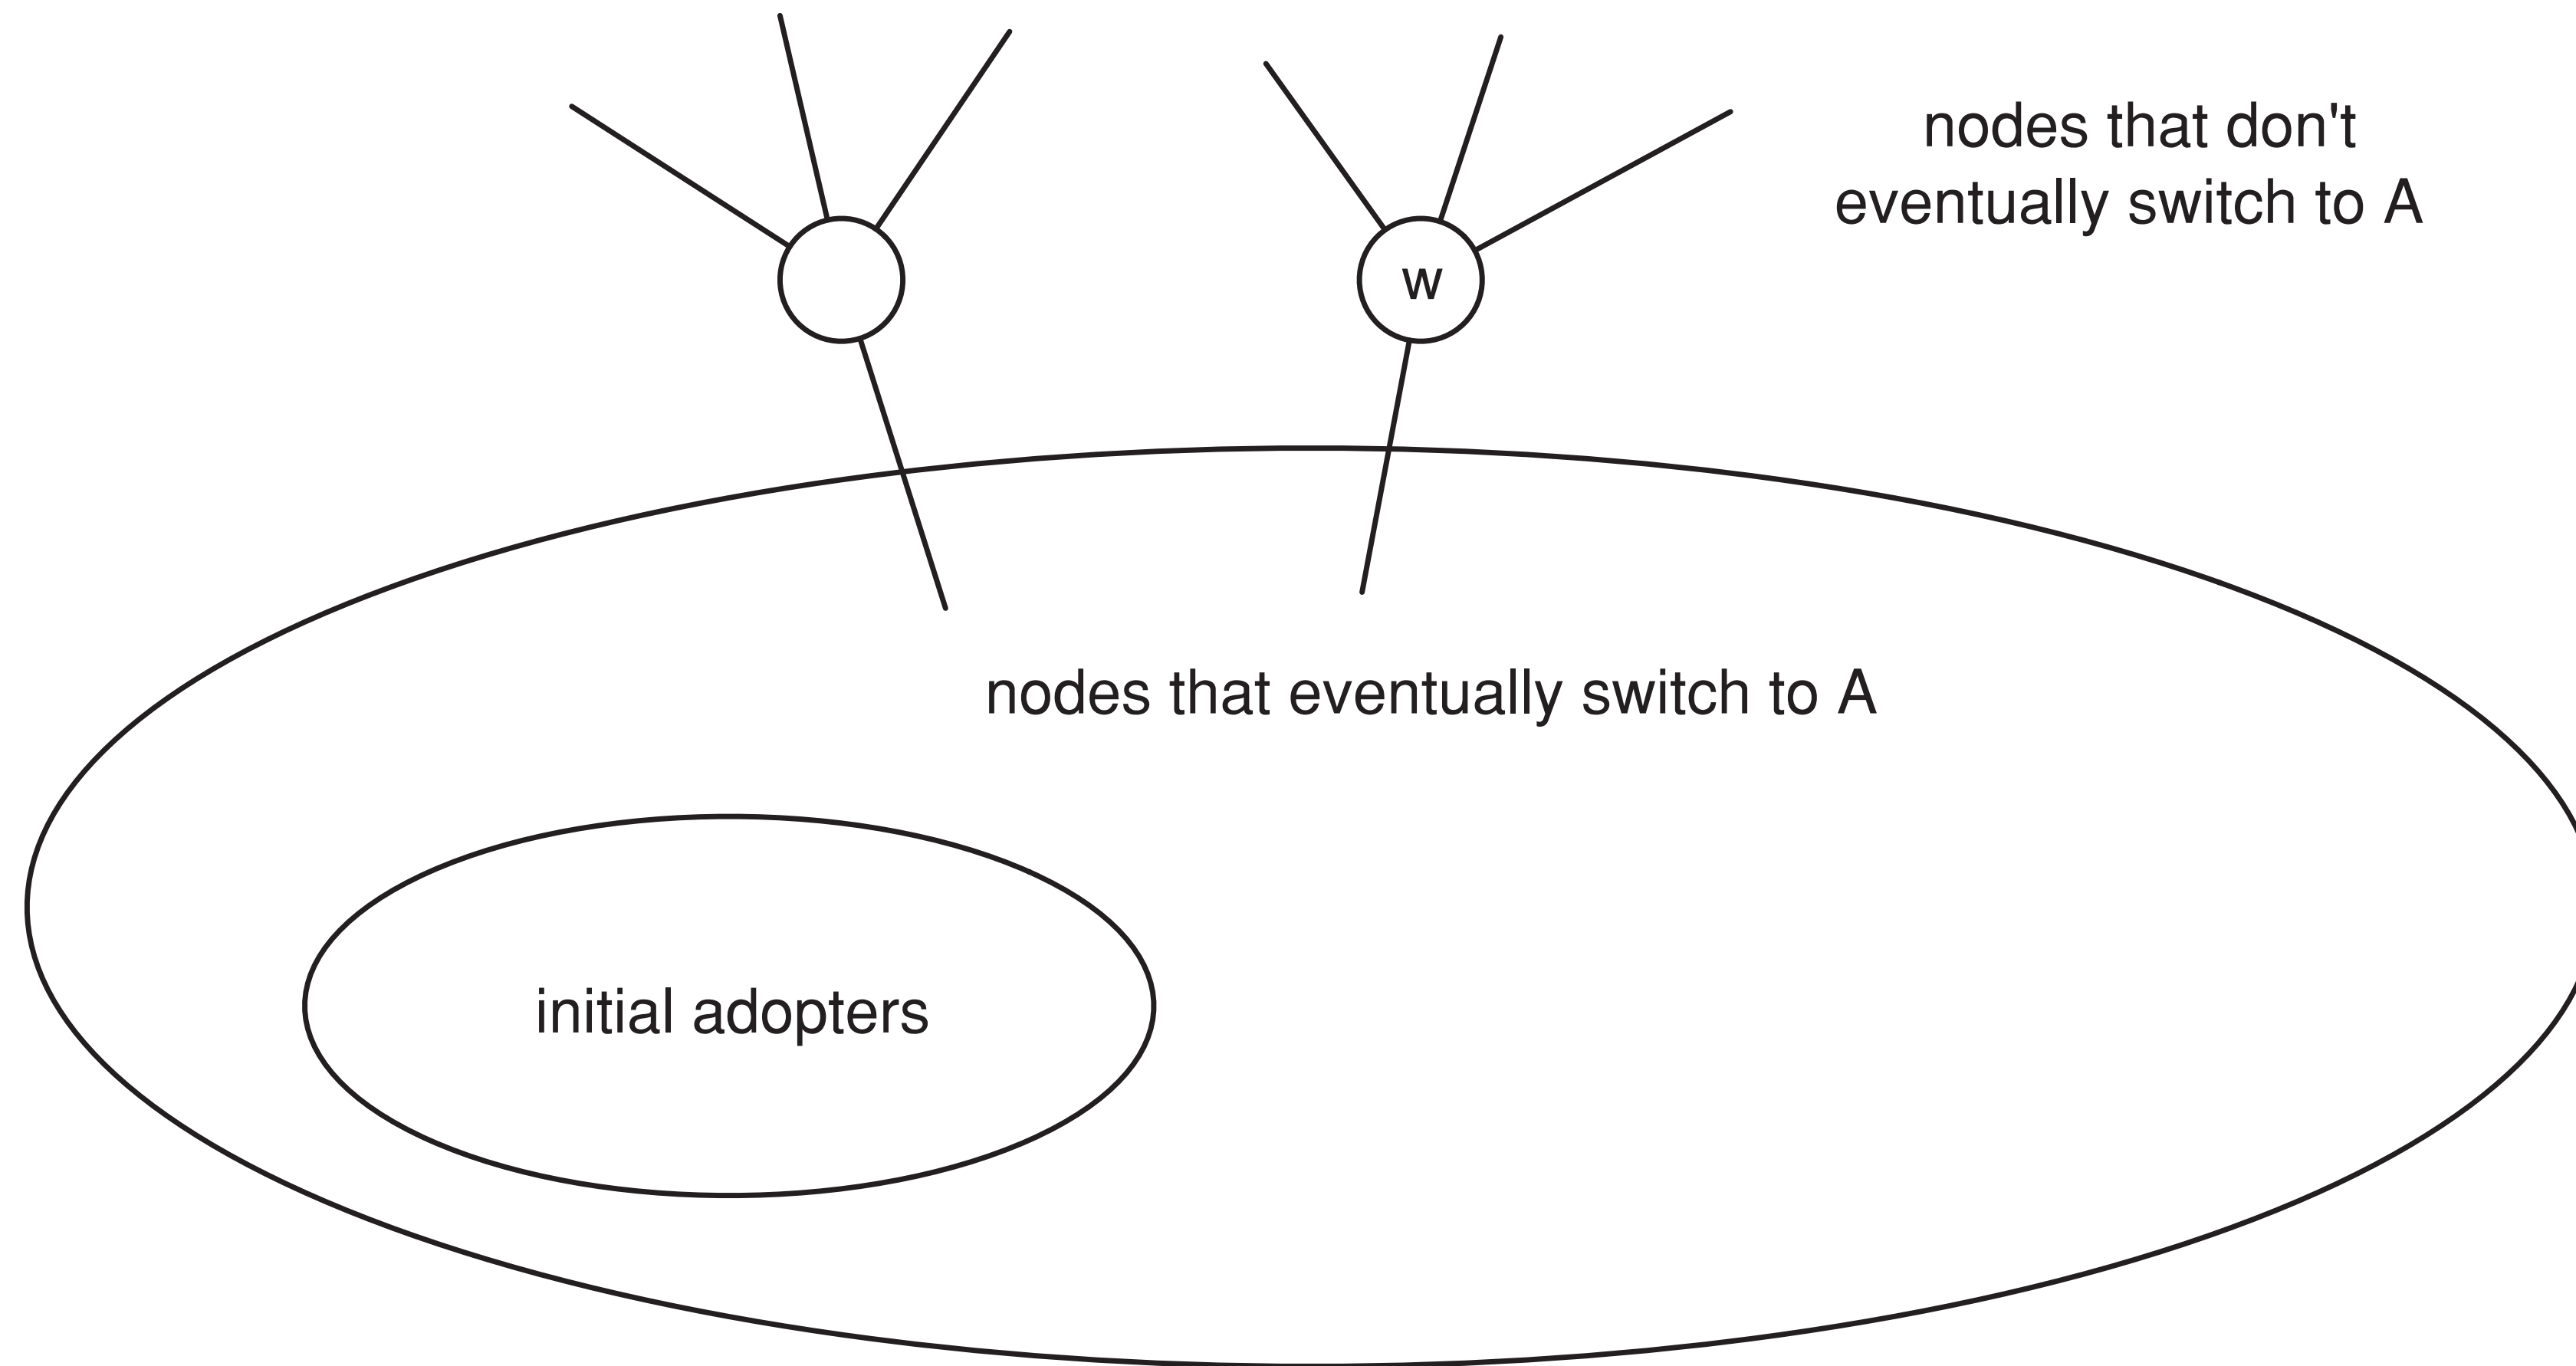 nodes that don't
eventually switch to A
w
nodes that eventually switch to A
initial adopters